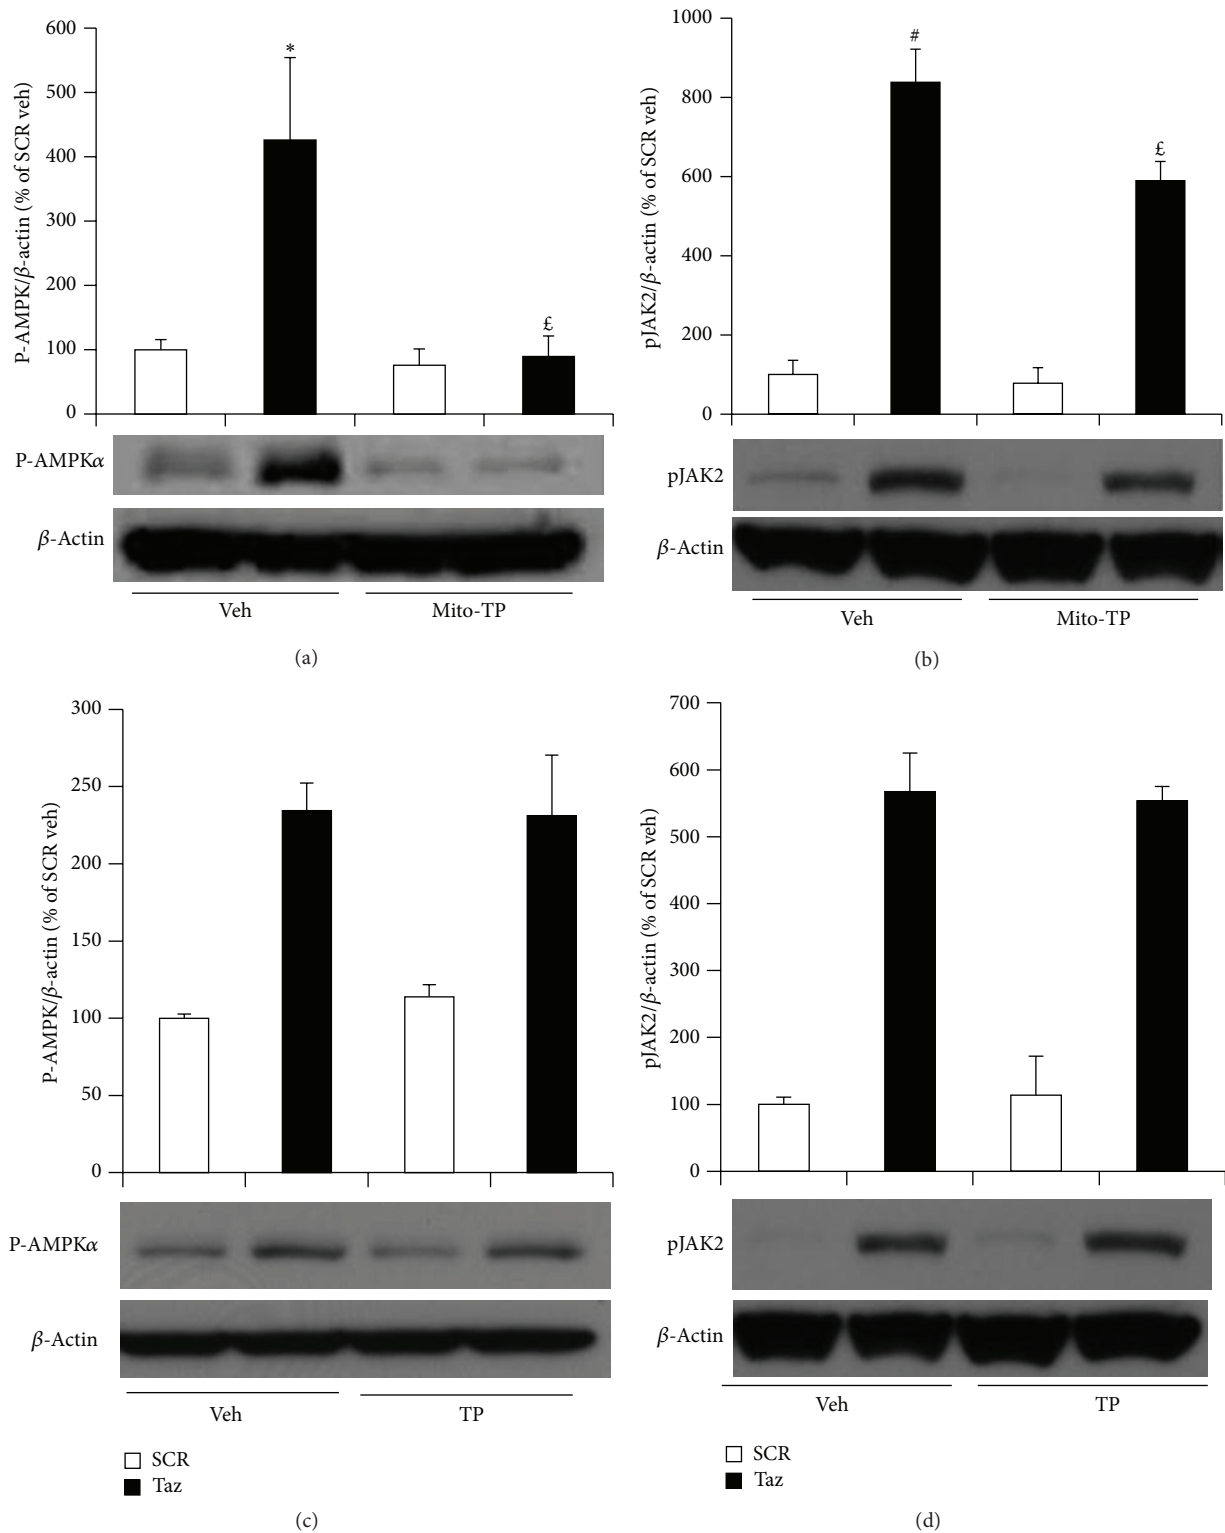 600
500
400
300
200
100
0
P-AMPK/β-actin (% of SCR veh)
*
£
P-AMPKα
β-Actin
Veh Mito-TP
(a)
1000
800
600
400
200
0
pJAK2/β-actin (% of SCR veh)
#
£
pJAK2
β-Actin
Veh Mito-TP
(b)
300
250
200
150
100
50
0
P-AMPK/β-actin (% of SCR veh)
P-AMPKα
β-Actin
Veh TP
SCR
Taz
(c)
700
600
500
400
300
200
100
0
pJAK2/β-actin (% of SCR veh)
pJAK2
β-Actin
Veh TP
SCR
Taz
(d)